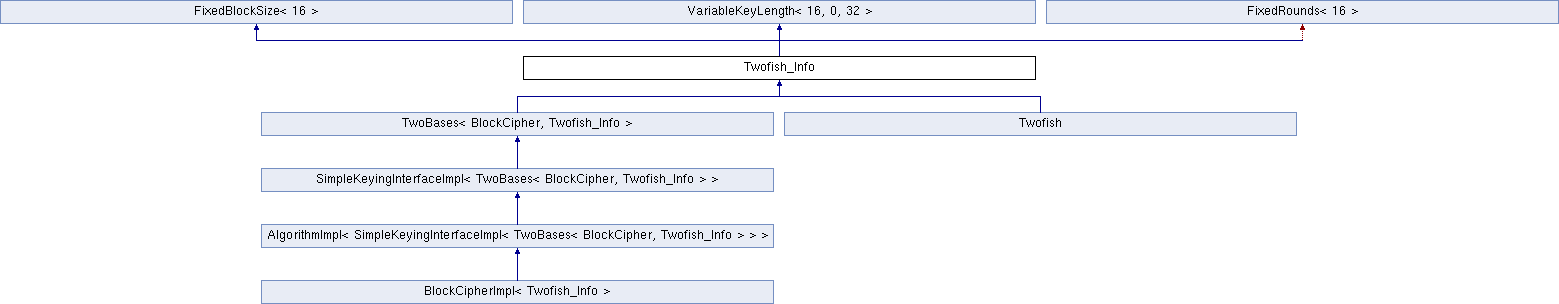 FixedBlockSize< 16 >
VariableKeyLength< 16, 0, 32 >
FixedRounds< 16 >
Twofish_Info
TwoBases< BlockCipher, Twofish_Info >
Twofish
SimpleKeyingInterfaceImpl< TwoBases< BlockCipher, Twofish_Info > >
AlgorithmImpl< SimpleKeyingInterfaceImpl< TwoBases< BlockCipher, Twofish_Info > > >
BlockCipherImpl< Twofish_Info >